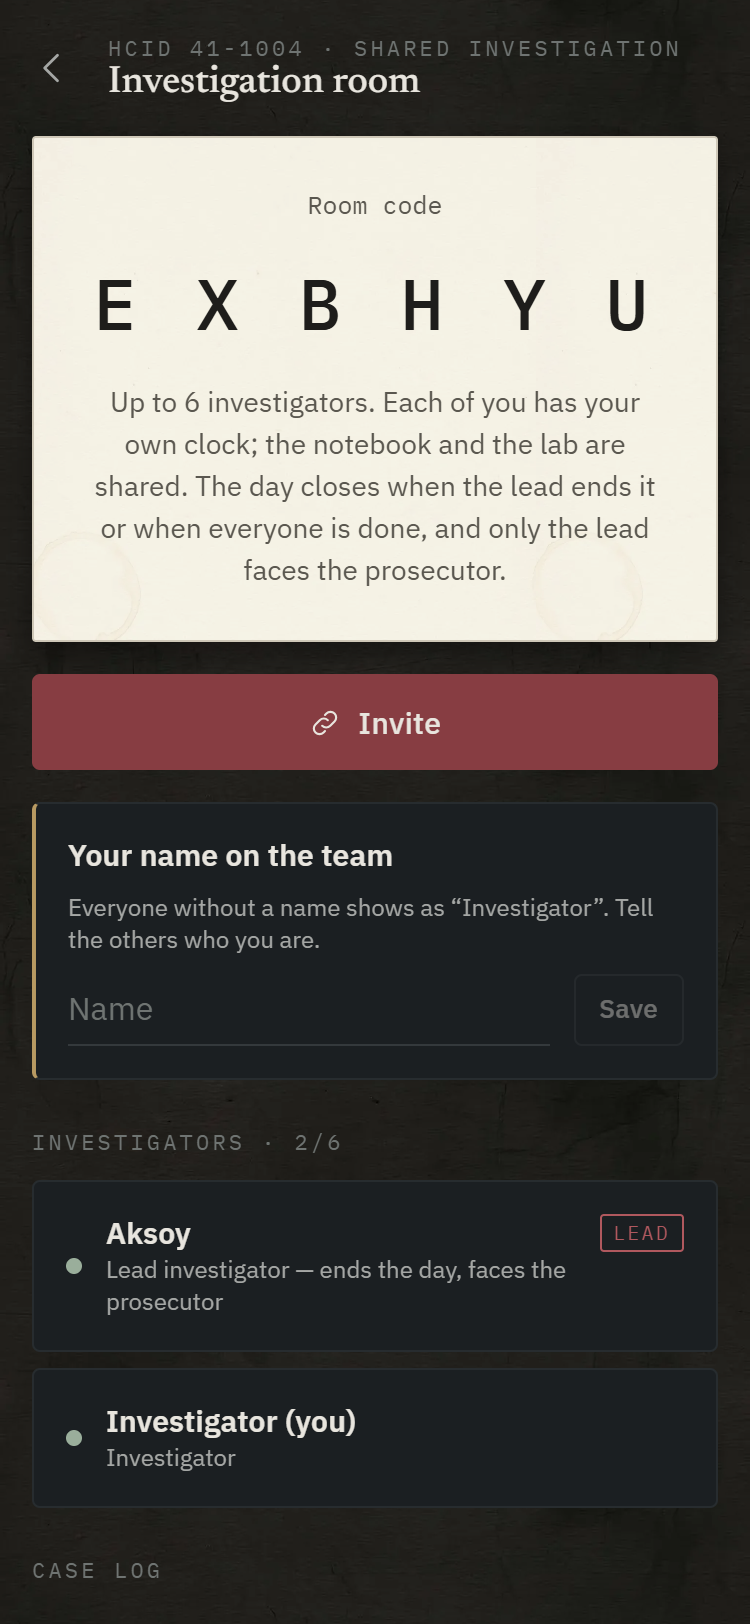 HCID 41-1004 · SHARED INVESTIGATION
Investigation room
Room code
E X B H Y U
Up to 6 investigators. Each of you has your
own clock; the notebook and the lab are
shared. The day closes when the lead ends it
or when everyone is done, and only the lead
faces the prosecutor.
Invite
Your name on the team
Everyone without a name shows as “Investigator”. Tell
the others who you are.
Name
Save
INVESTIGATORS · 2/6
Aksoy
LEAD
Lead investigator — ends the day, faces the
prosecutor
Investigator (you)
Investigator
CASE LOG